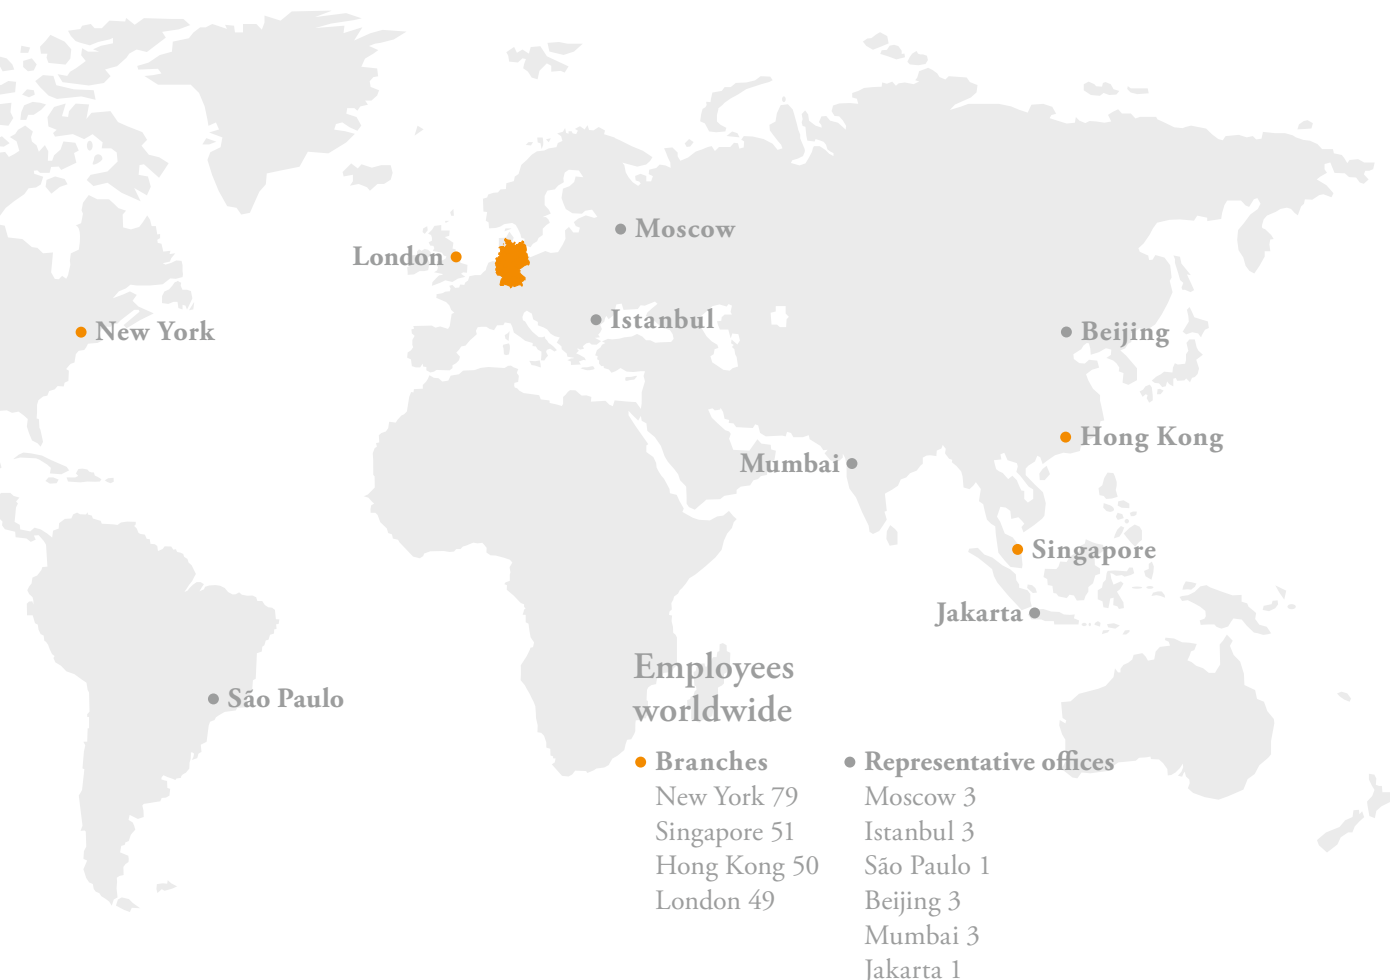 Moscow
London
Istanbul
New York
Beijing
Hong Kong
Mumbai
Singapore
Jakarta
São Paulo
Employees
worldwide
Branches
New York 79
Singapore 51
Hong Kong 50
London 49
Representative offices
Moscow 3
Istanbul 3
São Paulo 1
Beijing 3
Mumbai 3
Jakarta 1